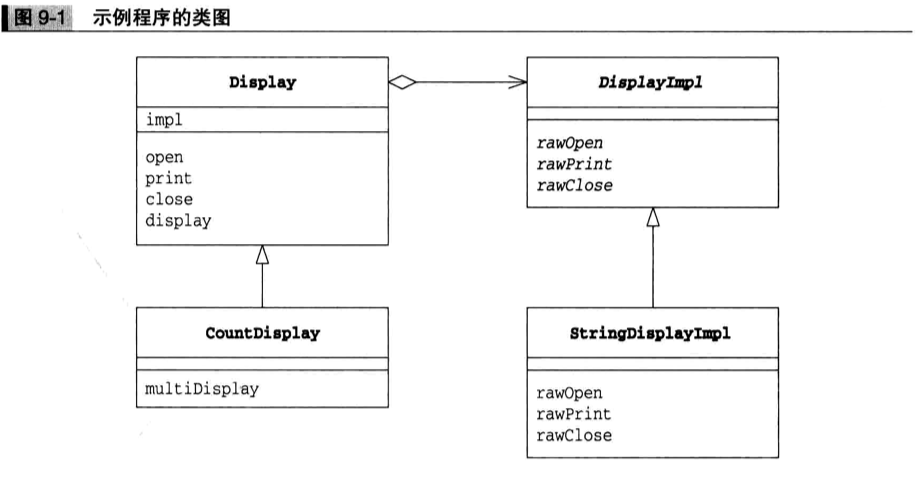 图 9-1 示例程序的类图
Display
impl
open
print
close
display
DisplayImpl
rawOpen
rawPrint
rawClose
CountDisplay
multiDisplay
StringDisplayImpl
rawOpen
rawPrint
rawClose